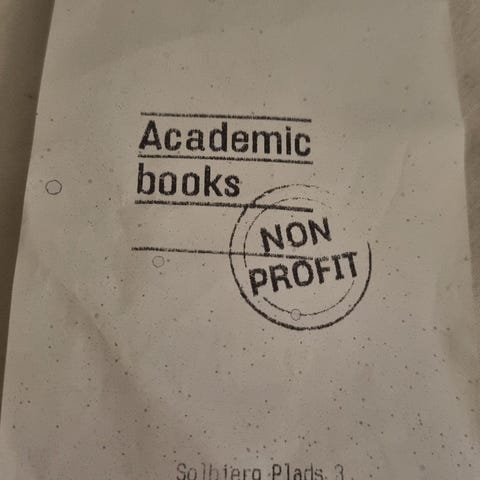 Academic
books
NON
PROFIT
Solbjerg Plads 3